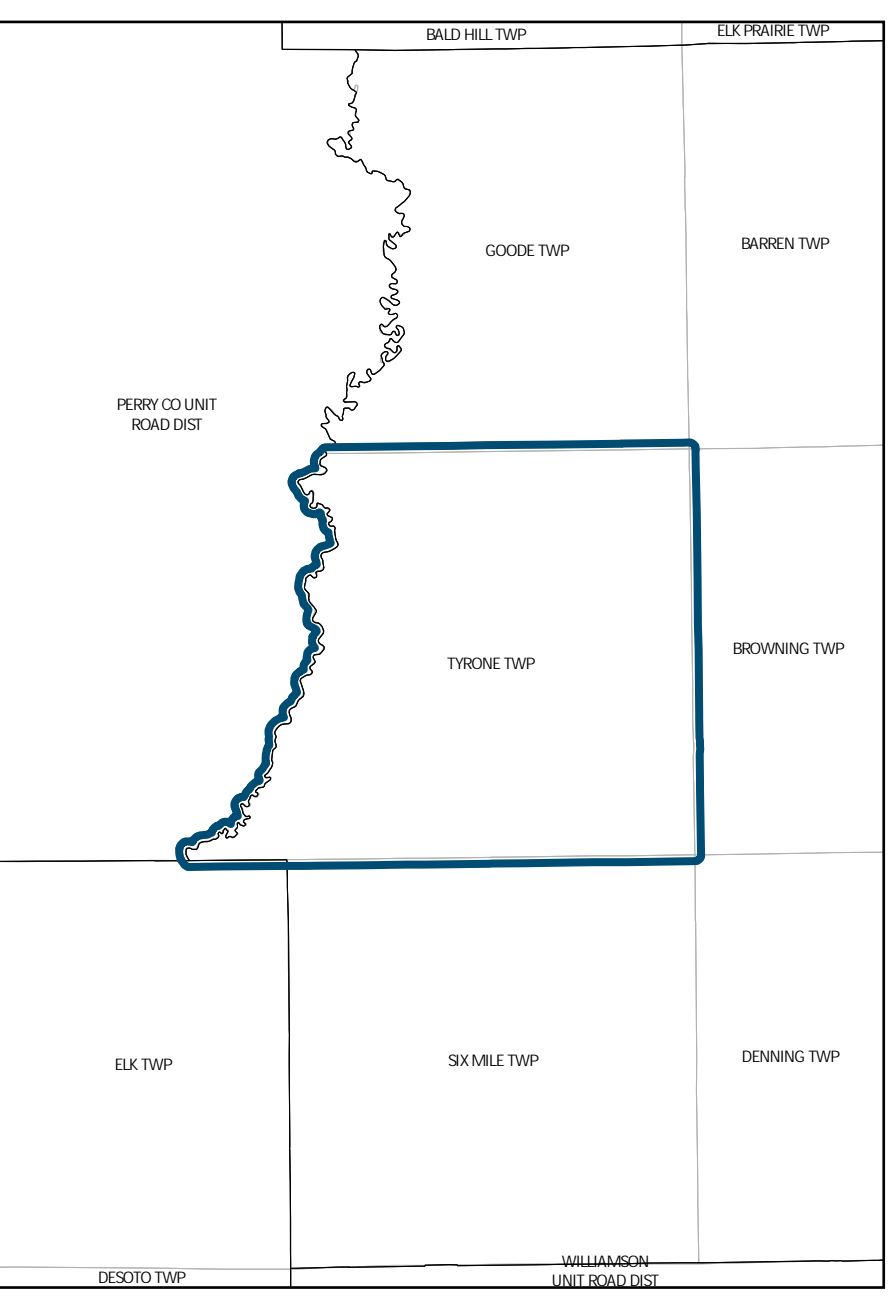 BALD HILL TWP
ELK PRAIRIE TWP
GOODE TWP
BARREN TWP
PERRY CO UNIT
ROAD DIST
TYRONE TWP
BROWNING TWP
ELK TWP
SIX MILE TWP
DENNING TWP
DESOTO TWP
WILLIAMSON
UNIT ROAD DIST